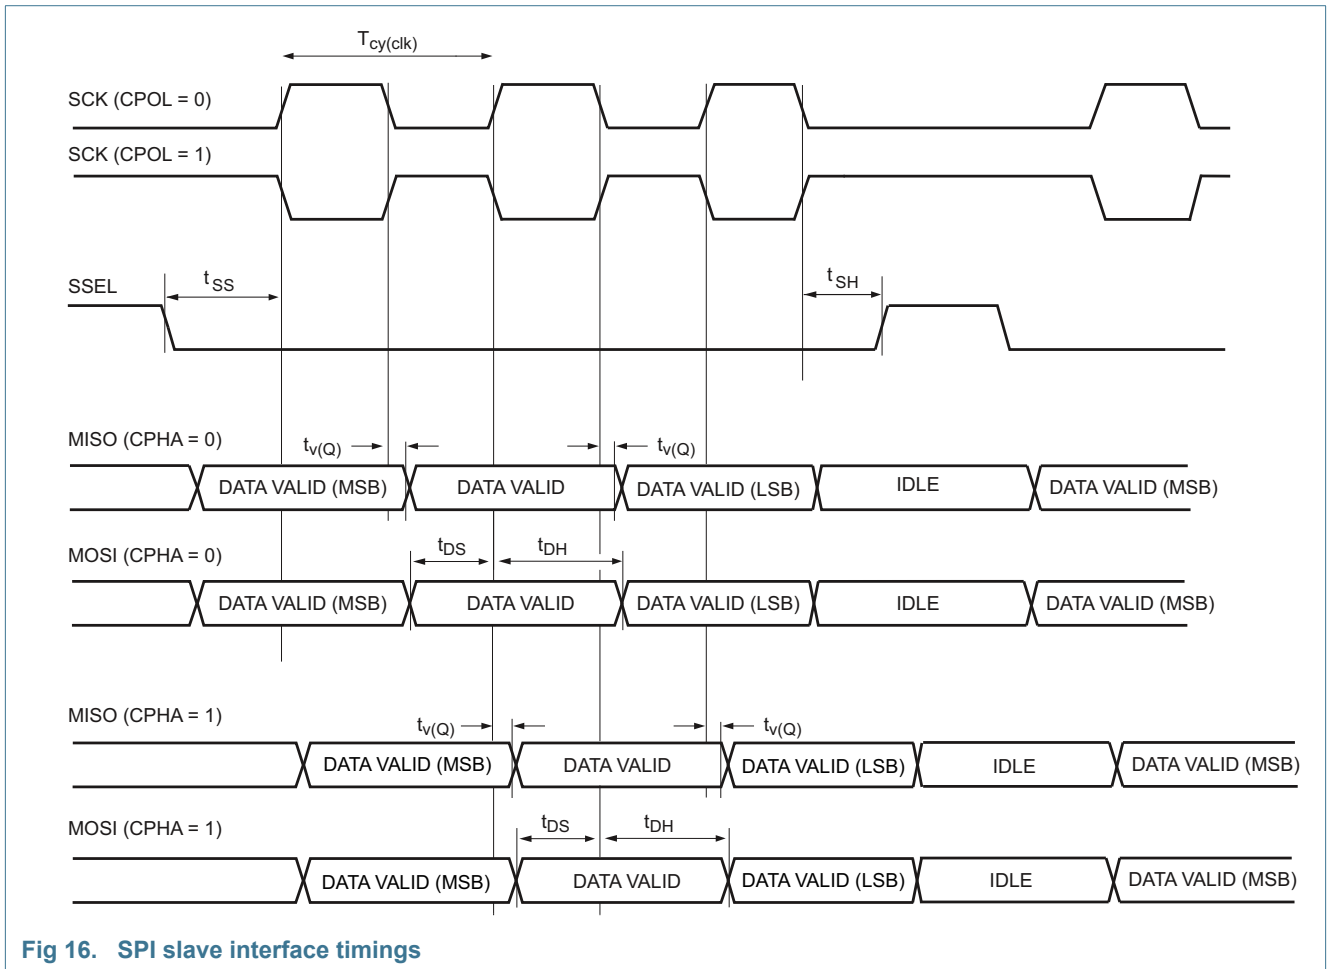 Tcy(clk)
SCK (CPOL = 0)
SCK (CPOL = 1)
SSEL
tSS
tSH
MISO (CPHA = 0)
tv(Q)
tv(Q)
DATA VALID (MSB)
DATA VALID
DATA VALID (LSB)
IDLE
DATA VALID (MSB)
MOSI (CPHA = 0)
tDS
tDH
DATA VALID (MSB)
DATA VALID
DATA VALID (LSB)
IDLE
DATA VALID (MSB)
MISO (CPHA = 1)
tv(Q)
tv(Q)
DATA VALID (MSB)
DATA VALID
DATA VALID (LSB)
IDLE
DATA VALID (MSB)
MOSI (CPHA = 1)
tDS
tDH
DATA VALID (MSB)
DATA VALID
DATA VALID (LSB)
IDLE
DATA VALID (MSB)
Fig 16. SPI slave interface timings